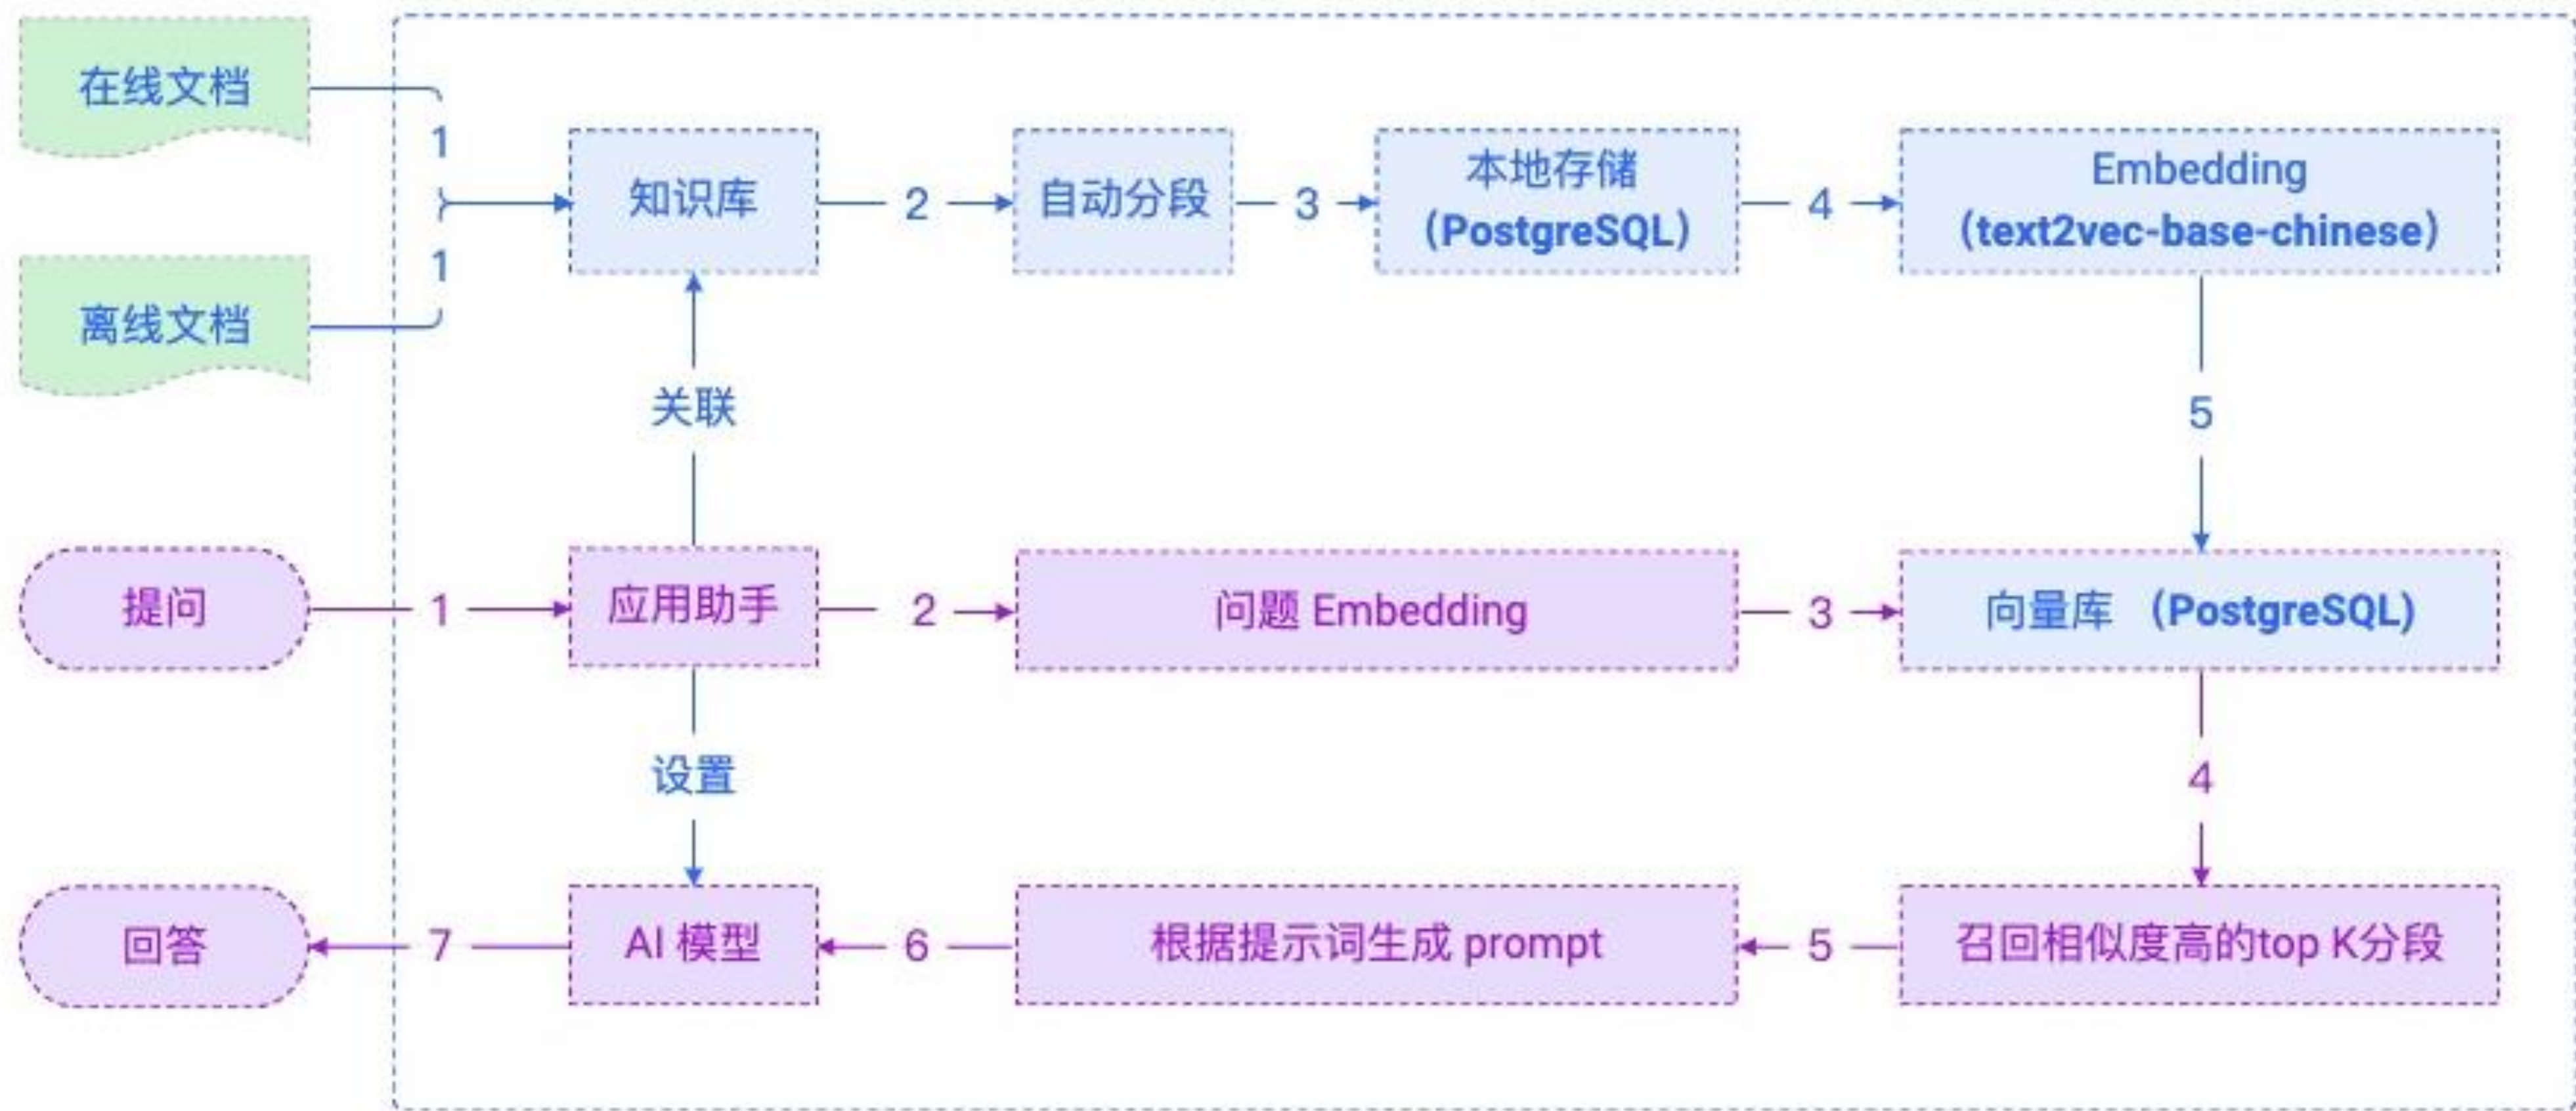 在线文档
1
知识库
2
自动分段
3
本地存储
（PostgreSQL）
4
Embedding
（text2vec-base-chinese）
1
离线文档
关联
5
提问
1
应用助手
2
问题 Embedding
3
向量库 （PostgreSQL）
设置
4
回答
7
AI 模型
6
根据提示词生成 prompt
5
召回相似度高的top K分段